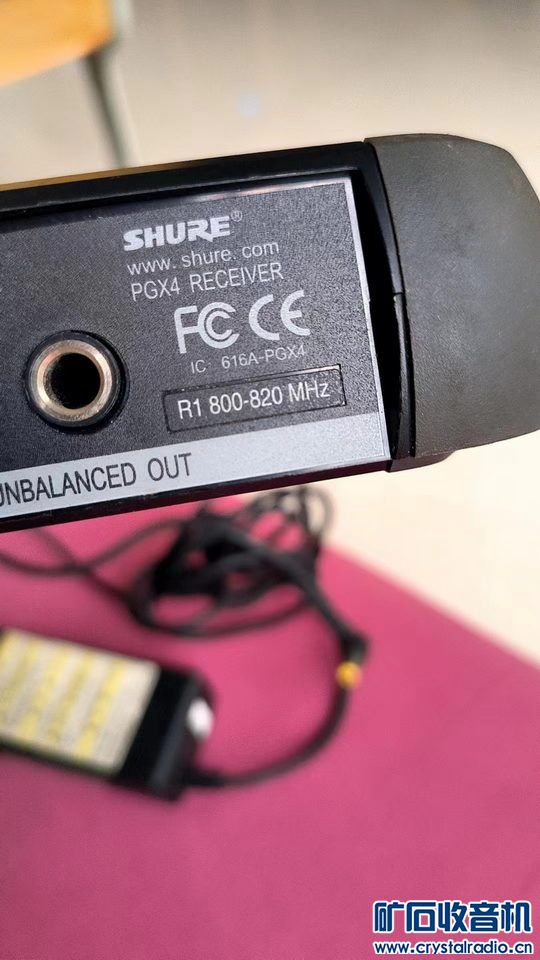 SHURE®
www.shure.com
PGX4 RECEIVER
FC CE
IC 616A-PGX4
R1 800-820 MHz
UNBALANCED OUT
矿石收音机
www.crystalradio.cn